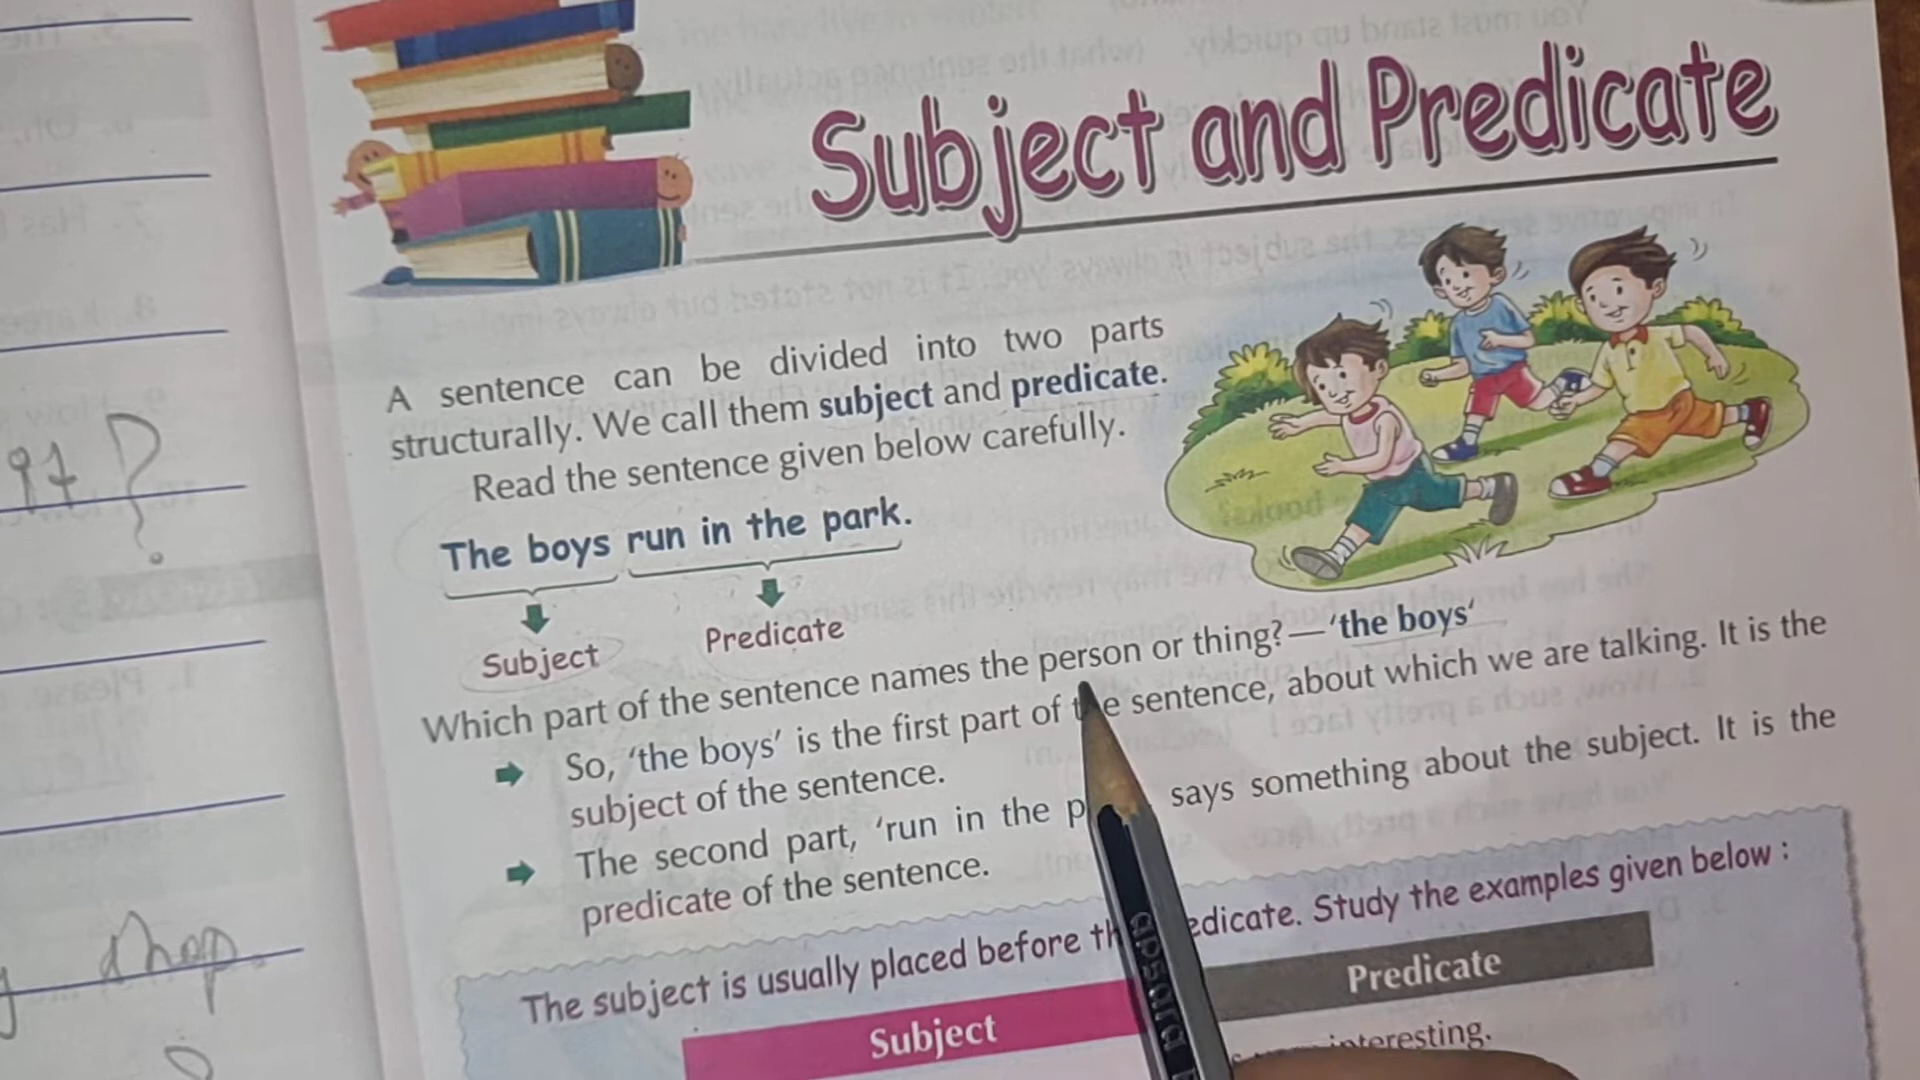 Subject and Predicate
A sentence can be divided into two parts
structurally. We call them subject and predicate.
Read the sentence given below carefully.
The boys run in the park.
Subject
Predicate
Which part of the sentence names the person or thing?—'the boys'
So, 'the boys' is the first part of the sentence, about which we are talking. It is the
subject of the sentence.
The second part, 'run in the says something about the subject. It is the
predicate of the sentence.
The subject is usually placed before Study the examples given below :
Subject
Predicate
interesting.
shop.
apsara